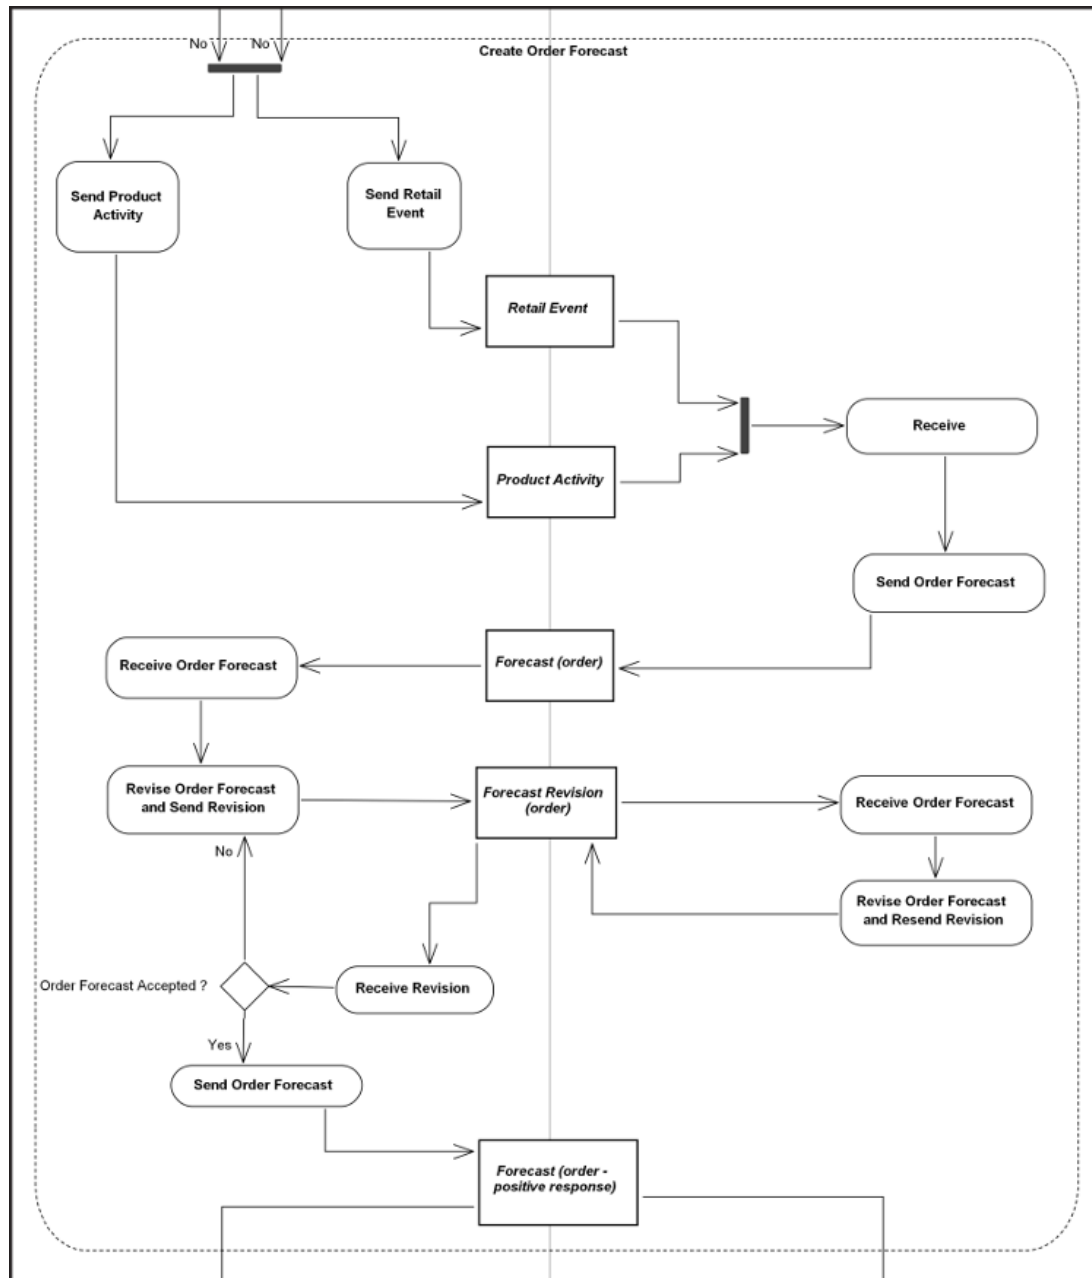 No
No
Create Order Forecast
Send Product
Activity
Send Retail
Event
Retail Event
Receive
Product Activity
Send Order Forecast
Receive Order Forecast
Forecast (order)
Revise Order Forecast
and Send Revision
Forecast Revision
(order)
Receive Order Forecast
No
Revise Order Forecast
and Resend Revision
Order Forecast Accepted ?
Receive Revision
Yes
Send Order Forecast
Forecast (order -
positive response)